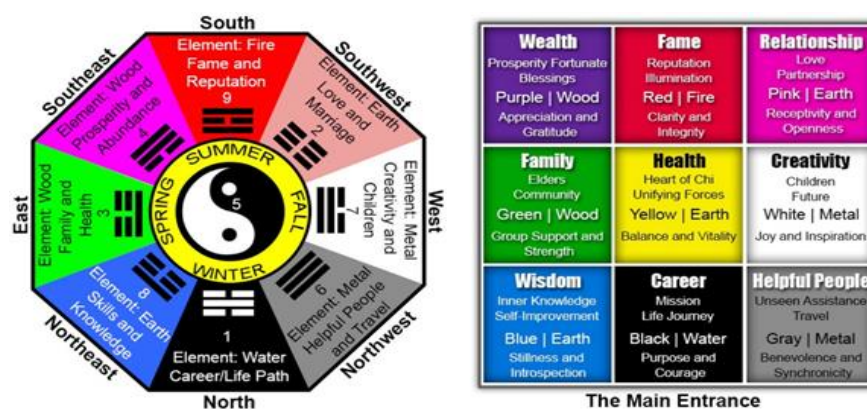 South
Element: Fire
Fame and
Reputation
9
Southwest
Element: Earth
Love and
Marriage
2
West
Element: Metal
Creativity and
Children
7
Northwest
Element: Metal
Helpful People
and Travel
6
North
1
Element: Water
Career/Life Path
Northeast
Element: Earth
Skills and
Knowledge
8
East
Element: Wood
Family and
Health
3
Southeast
Element: Wood
Prosperity and
Abundance
4
SUMMER
FALL
WINTER
SPRING
5
Wealth
Prosperity Fortunate
Blessings
Purple | Wood
Appreciation and
Gratitude
Fame
Reputation
Illumination
Red | Fire
Clarity and
Integrity
Relationship
Love
Partnership
Pink | Earth
Receptivity and
Openness
Family
Elders
Community
Green | Wood
Group Support and
Strength
Health
Heart of Chi
Unifying Forces
Yellow | Earth
Balance and Vitality
Creativity
Children
Future
White | Metal
Joy and Inspiration
Wisdom
Inner Knowledge
Self-Improvement
Blue | Earth
Stillness and
Introspection
Career
Mission
Life Journey
Black | Water
Purpose and
Courage
Helpful People
Unseen Assistance
Travel
Gray | Metal
Benevolence and
Synchronicity
The Main Entrance